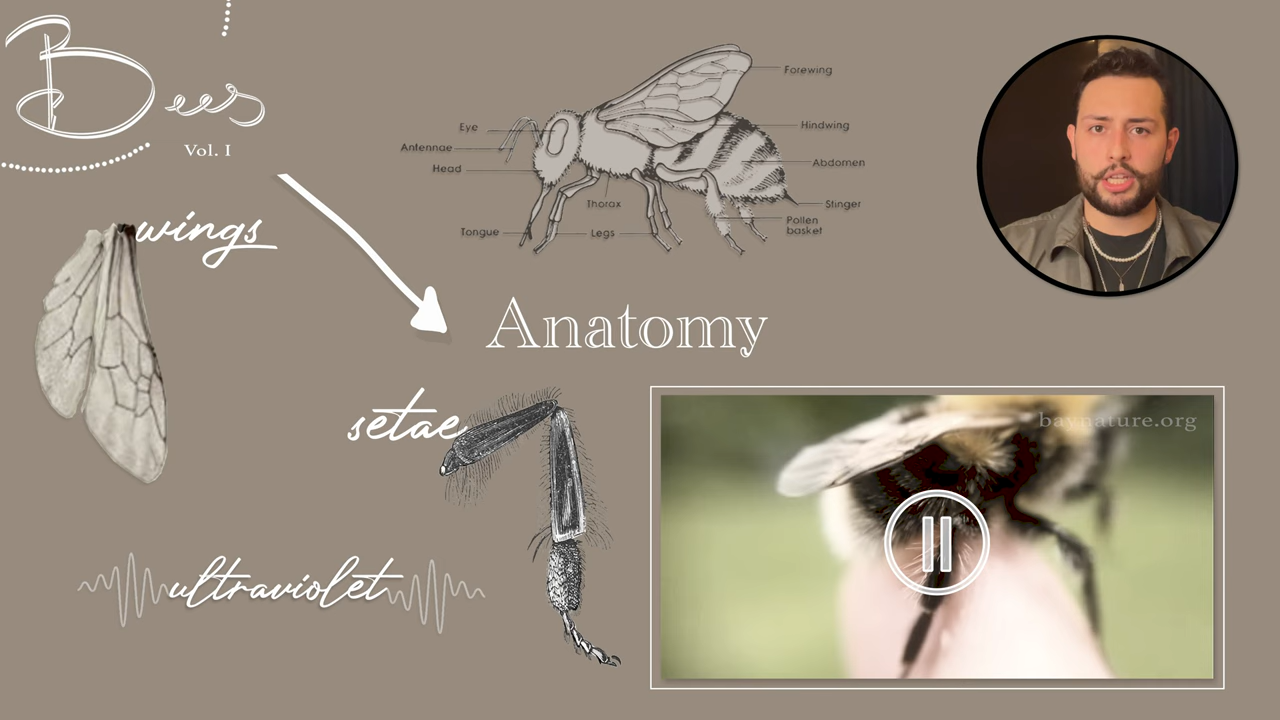 Bees
Vol. I
Forewing
Eye
Hindwing
Antennae
Abdomen
Head
Thorax
Stinger
Pollen
basket
Tongue
Legs
wings
Anatomy
setae
baynature.org
ultraviolet